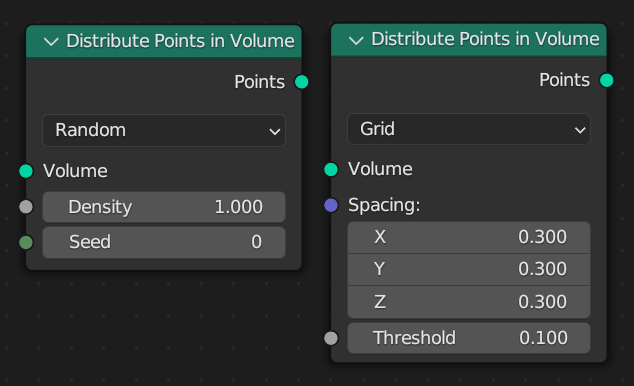 Distribute Points in Volume
Points
Random
Volume
Density 1.000
Seed 0
Distribute Points in Volume
Points
Grid
Volume
Spacing:
X 0.300
Y 0.300
Z 0.300
Threshold 0.100